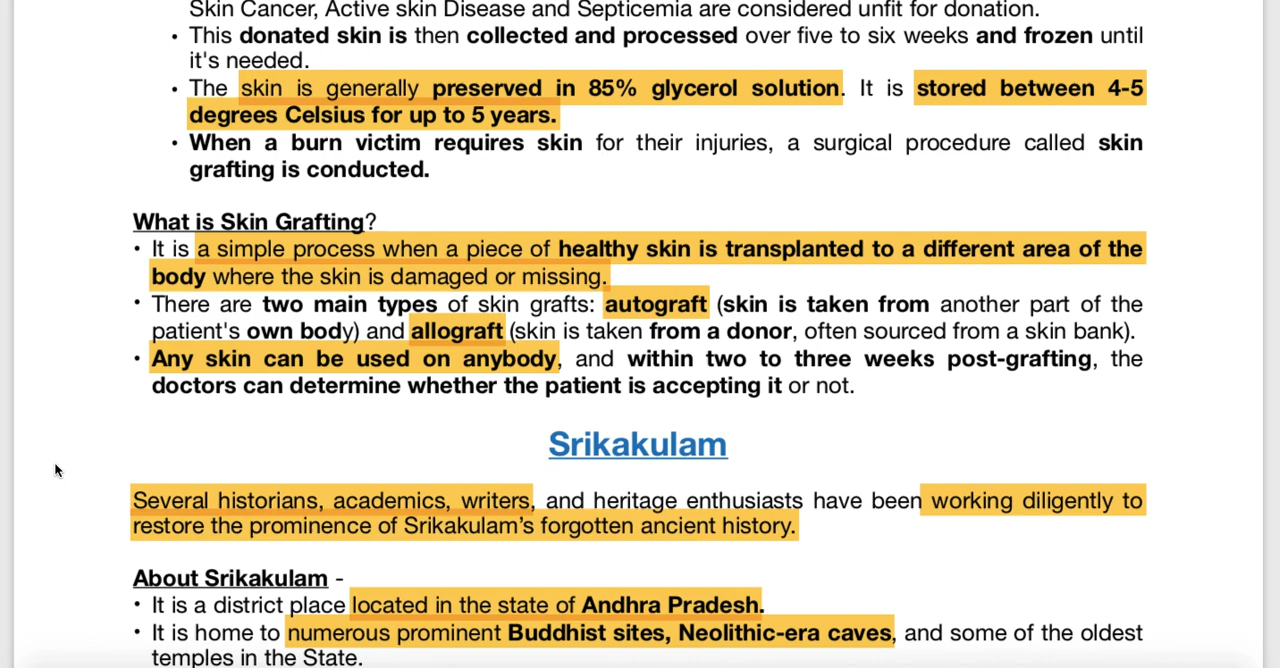 Skin Cancer, Active skin Disease and Septicemia are considered unfit for donation.
• This donated skin is then collected and processed over five to six weeks and frozen until
it's needed.
• The skin is generally preserved in 85% glycerol solution. It is stored between 4-5
degrees Celsius for up to 5 years.
• When a burn victim requires skin for their injuries, a surgical procedure called skin
grafting is conducted.
What is Skin Grafting?
• It is a simple process when a piece of healthy skin is transplanted to a different area of the
body where the skin is damaged or missing.
• There are two main types of skin grafts: autograft (skin is taken from another part of the
patient's own body) and allograft (skin is taken from a donor, often sourced from a skin bank).
• Any skin can be used on anybody, and within two to three weeks post-grafting, the
doctors can determine whether the patient is accepting it or not.
Srikakulam
Several historians, academics, writers, and heritage enthusiasts have been working diligently to
restore the prominence of Srikakulam’s forgotten ancient history.
About Srikakulam -
• It is a district place located in the state of Andhra Pradesh.
• It is home to numerous prominent Buddhist sites, Neolithic-era caves, and some of the oldest
temples in the State.